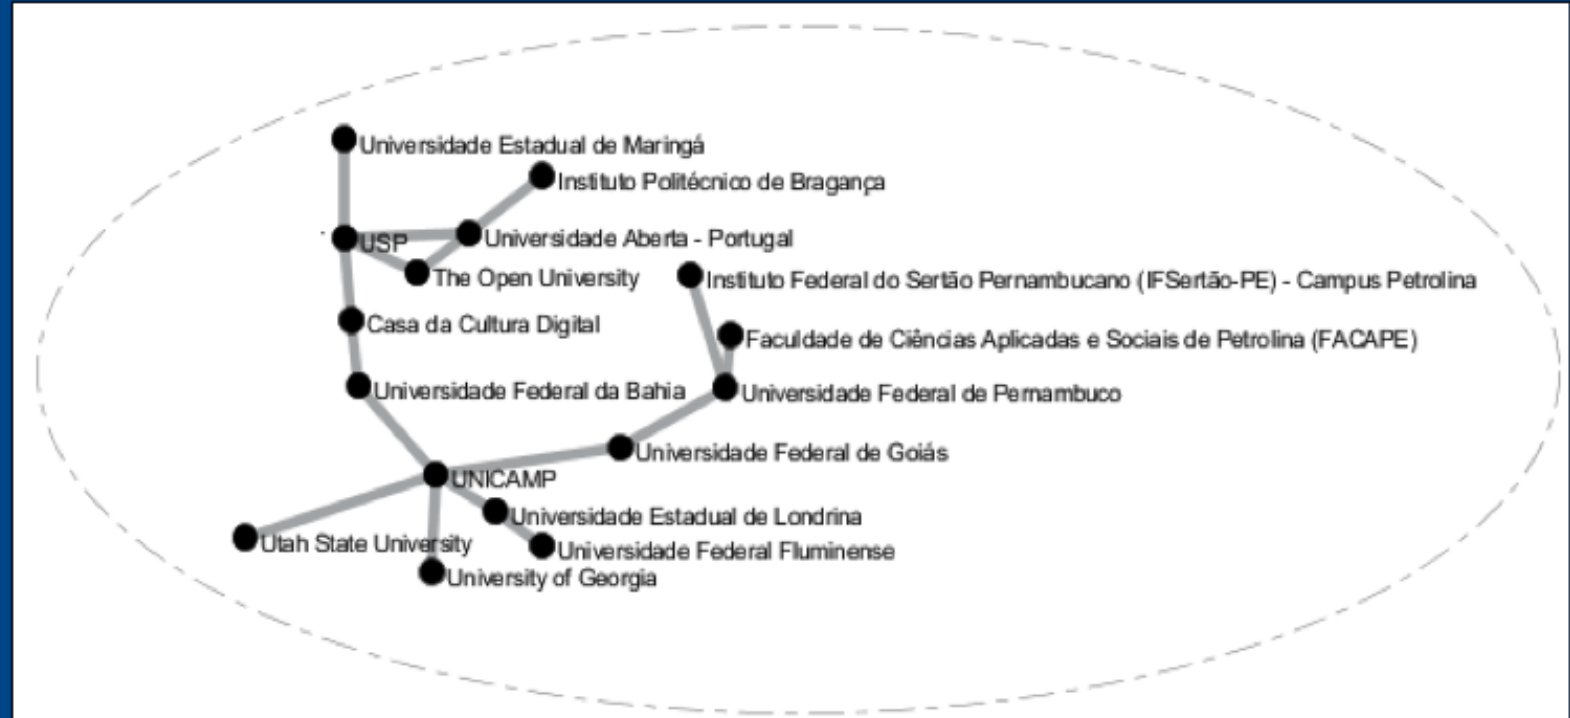 Universidade Estadual de Maringá
Instituto Politécnico de Bragança
USP
Universidade Aberta - Portugal
The Open University
Instituto Federal do Sertão Pernambucano (IFSertão-PE) - Campus Petrolina
Casa da Cultura Digital
Faculdade de Ciências Aplicadas e Sociais de Petrolina (FACAPE)
Universidade Federal da Bahia
Universidade Federal de Pernambuco
Universidade Federal de Goiás
UNICAMP
Universidade Estadual de Londrina
Utah State University
Universidade Federal Fluminense
University of Georgia